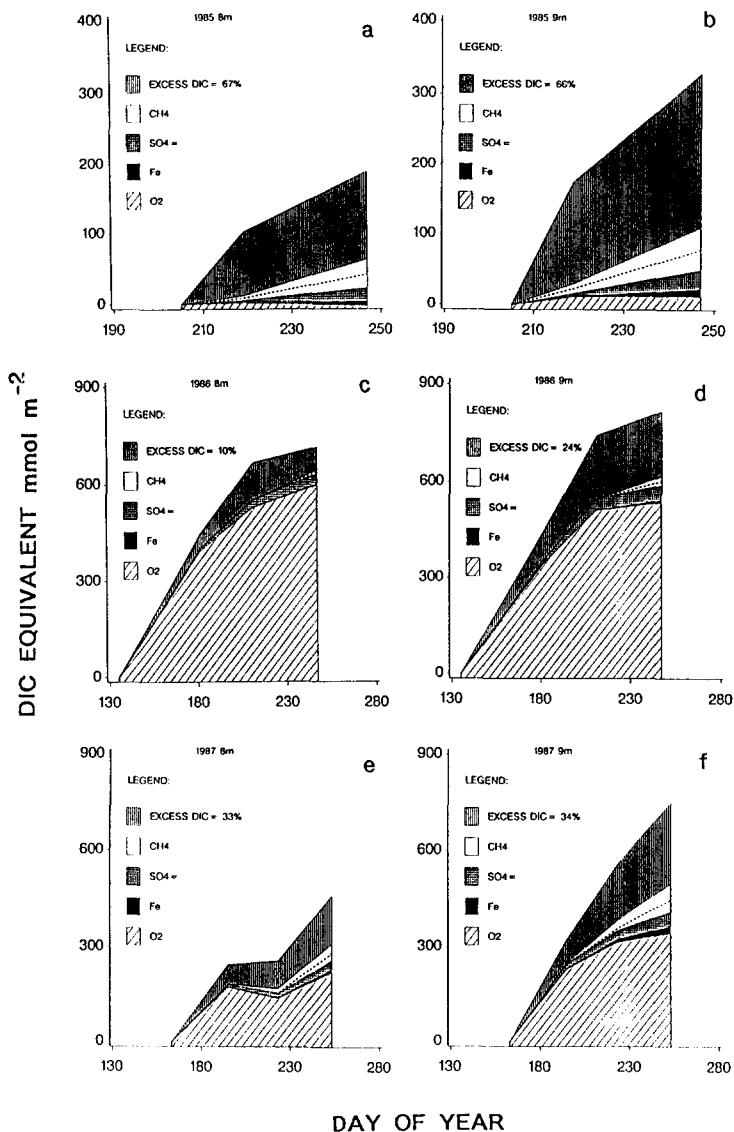 1985 8m
a
LEGEND:
EXCESS DIC = 67%
CH4
SO4 =
Fe
O2
400
300
200
100
0
190
210
230
250
1985 9m
b
LEGEND:
EXCESS DIC = 66%
CH4
SO4 =
Fe
O2
400
300
200
100
0
190
210
230
250
1986 8m
c
LEGEND:
EXCESS DIC = 10%
CH4
SO4 =
Fe
O2
900
600
300
0
130
180
230
280
1986 9m
d
LEGEND:
EXCESS DIC = 24%
CH4
SO4 =
Fe
O2
900
600
300
0
130
180
230
280
1987 8m
e
LEGEND:
EXCESS DIC = 33%
CH4
SO4 =
Fe
O2
900
600
300
0
130
180
230
280
1987 9m
f
LEGEND:
EXCESS DIC = 34%
CH4
SO4 =
Fe
O2
900
600
300
0
130
180
230
280
DIC EQUIVALENT mmol m⁻²
DAY OF YEAR